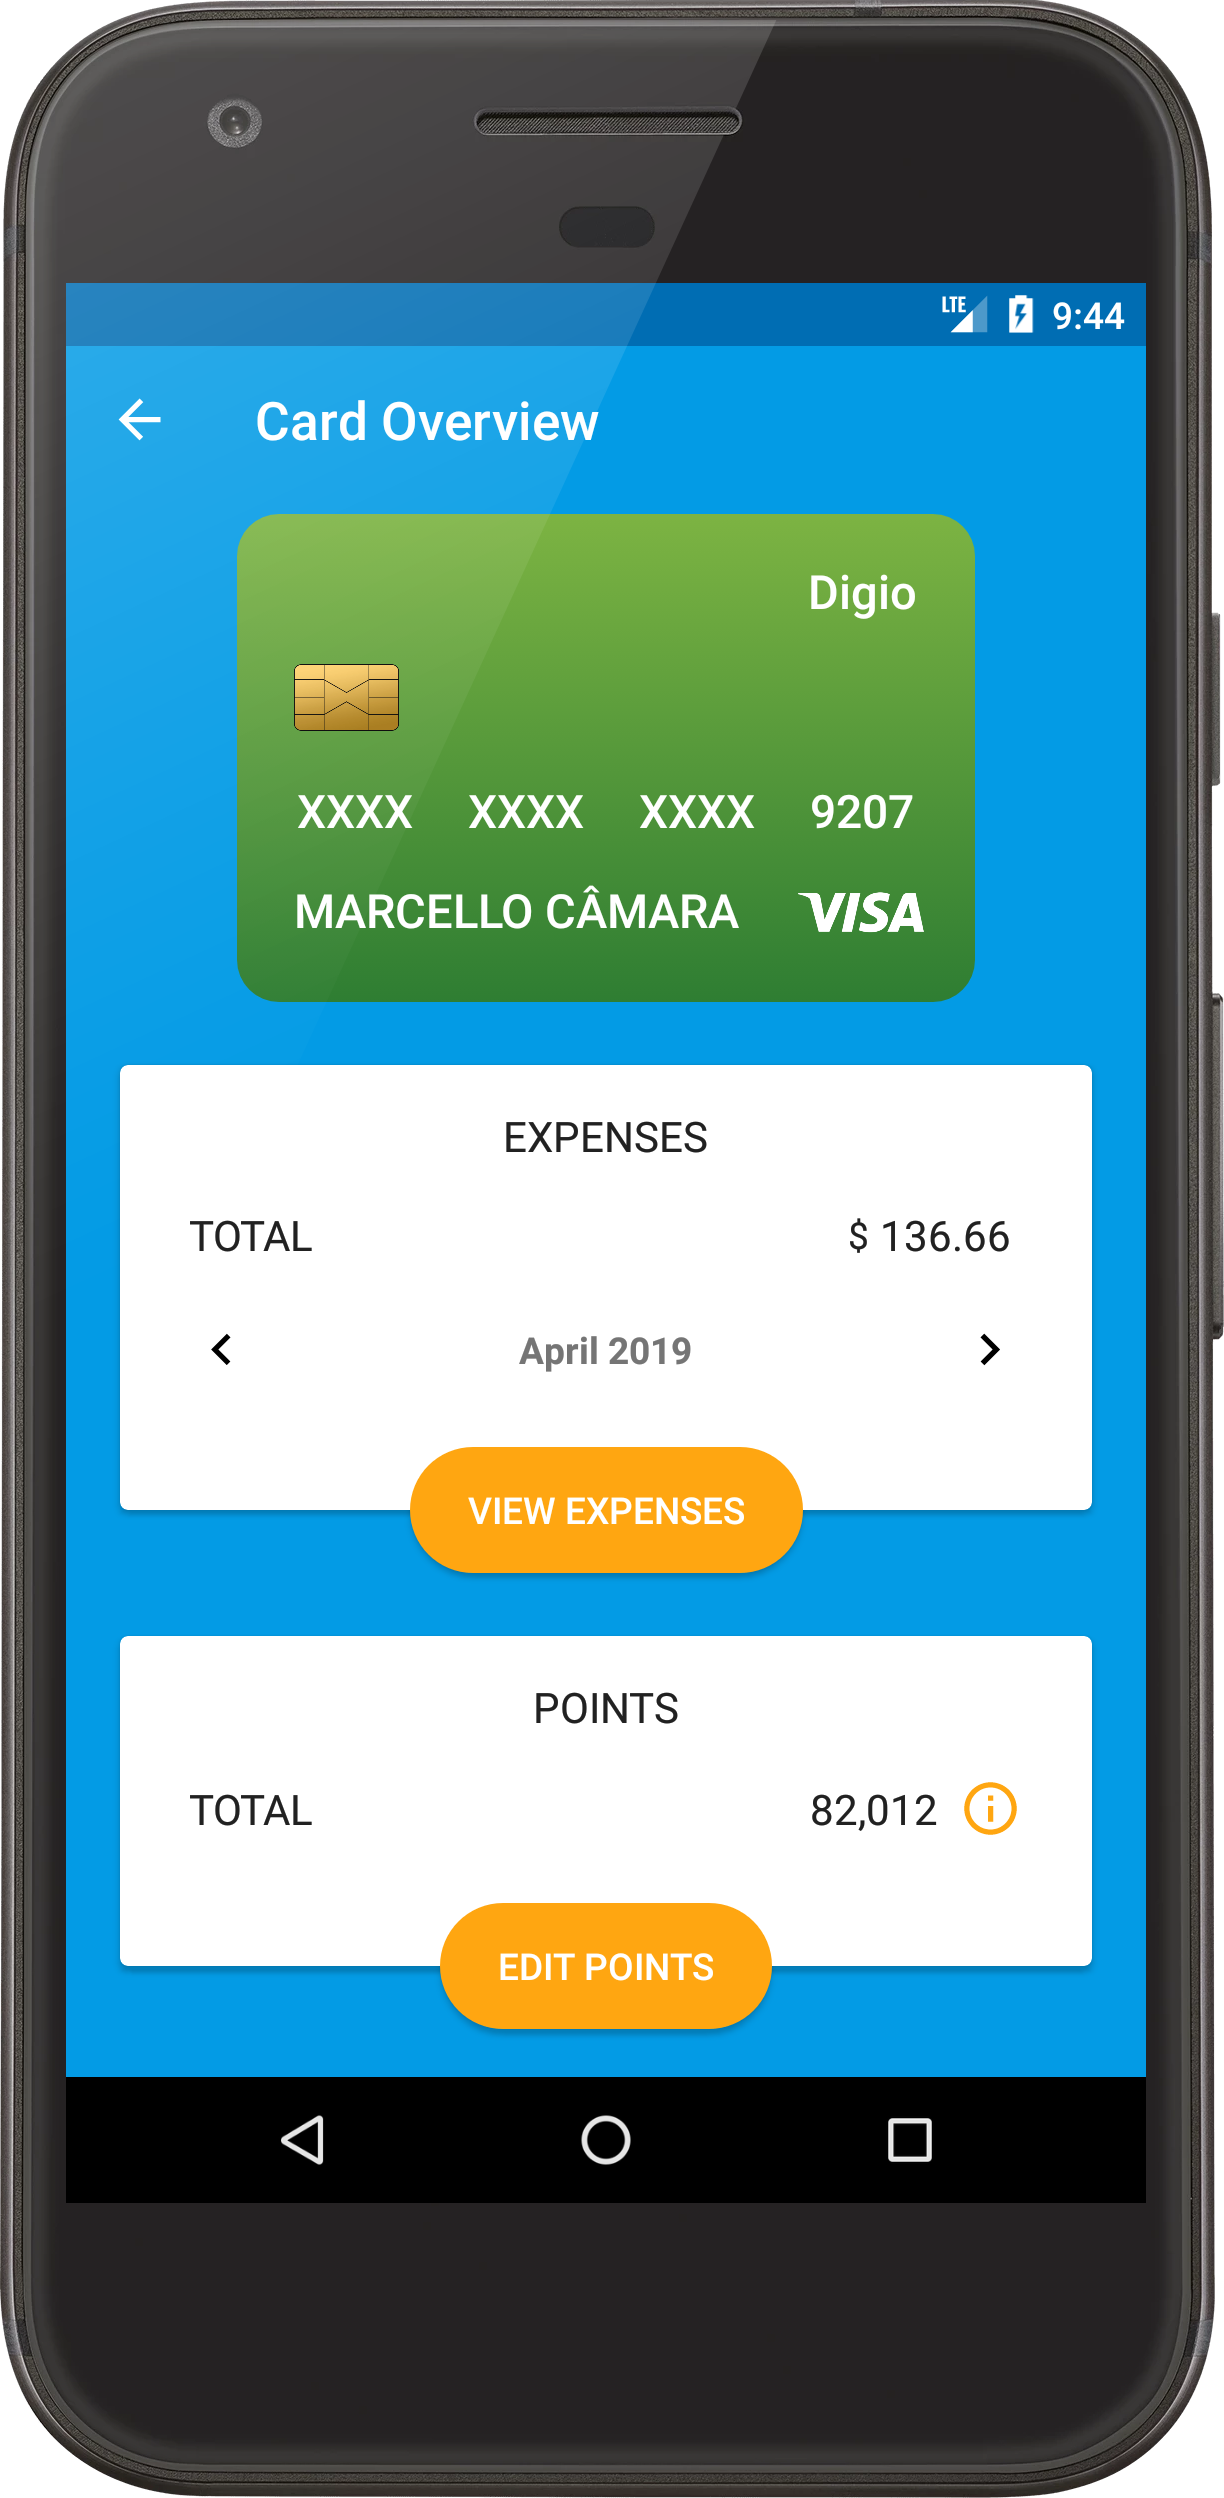 LTE 9:44
Card Overview
Digio
XXXX XXXX XXXX 9207
MARCELLO CÂMARA VISA
EXPENSES
TOTAL $ 136.66
April 2019
VIEW EXPENSES
POINTS
TOTAL 82,012
EDIT POINTS